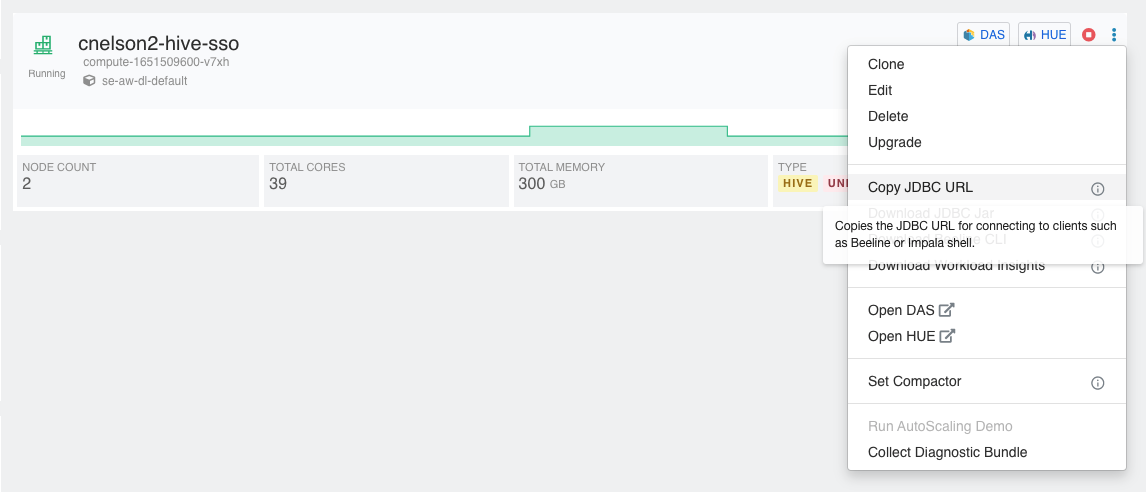 cnelson2-hive-sso
DAS
HUE
compute-1651509600-v7xh
Running
se-aw-dl-default
NODE COUNT
2
TOTAL CORES
39
TOTAL MEMORY
300 GB
TYPE
HIVE
Clone
Edit
Delete
Upgrade
Copy JDBC URL
Download JDBC Jar
Copies the JDBC URL for connecting to clients such
as Beeline or Impala shell.
CLI
Download Workload Insights
Open DAS
Open HUE
Set Compactor
Run AutoScaling Demo
Collect Diagnostic Bundle